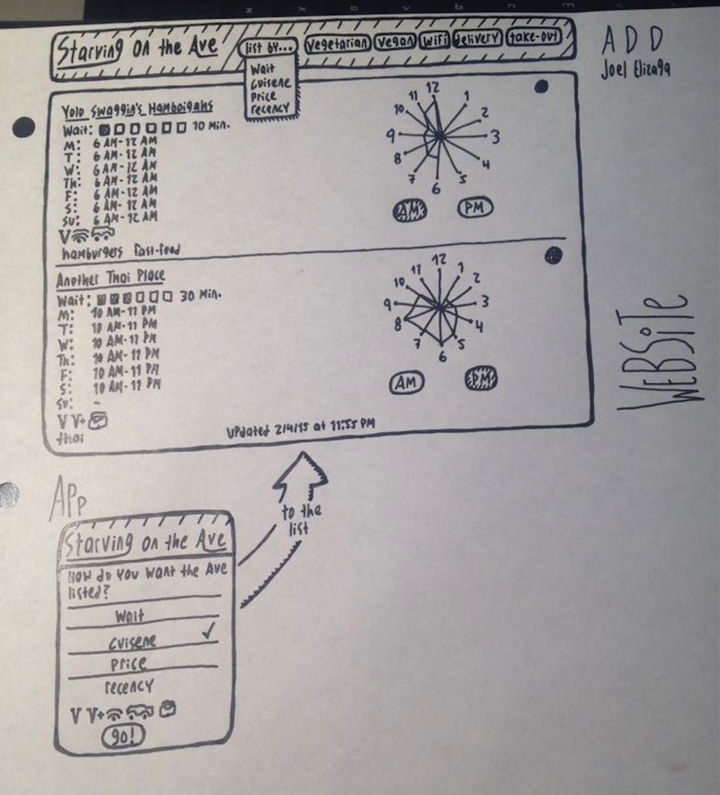 Starving on the Ave
list by...
vegetarian
vegan
wifi
delivery
take-out
ADD
Joel Elizaga
Wait
Cuisene
Price
recency
Yolo Swaggin's Hamboigahs
Wait: 10 Min.
M: 6 AM-12 AM
T: 6 AM-12 AM
W: 6 AM-12 AM
Th: 6 AM-12 AM
F: 6 AM-12 AM
S: 6 AM-12 AM
Su: 6 AM-12 AM
V
hamburgers fast-food
12
1
2
3
4
5
6
7
8
9
10
11
AM
PM
Another Thai Place
Wait: 30 Min.
M: 10 AM-11 PM
T: 10 AM-11 PM
W: 10 AM-11 PM
Th: 10 AM-11 PM
F: 10 AM-11 PM
S: 10 AM-11 PM
Su: -
V V+
thai
12
1
2
3
4
5
6
7
8
9
10
11
AM
PM
updated 2/4/15 at 11:55 PM
WEBSiTe
APp
to the
list
Starving on the Ave
How do you want the Ave
listed?
Wait
Cuisene
Price
recency
V V+
go!